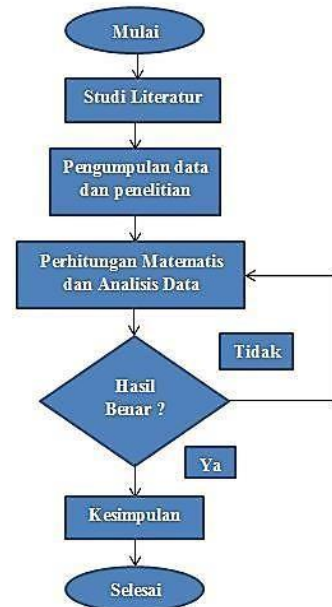 Mulai
Studi Literatur
Pengumpulan data
dan penelitian
Perhitungan Matematis
dan Analisis Data
Tidak
Hasil
Benar ?
Ya
Kesimpulan
Selesai